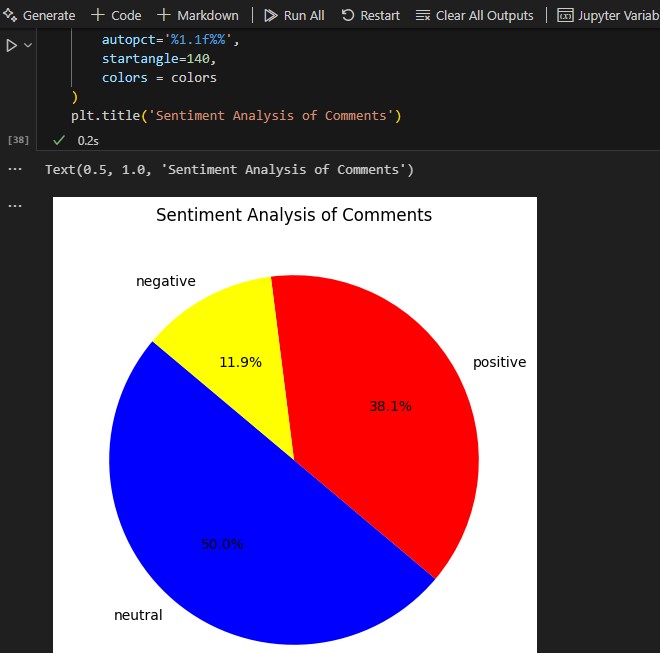 Generate + Code + Markdown Run All Restart Clear All Outputs Jupyter Variab
autopct='%1.1f%%',
startangle=140,
colors = colors
)
plt.title('Sentiment Analysis of Comments')
[38] ✓ 0.2s
... Text(0.5, 1.0, 'Sentiment Analysis of Comments')
...
Sentiment Analysis of Comments
negative
11.9%
positive
38.1%
50.0%
neutral